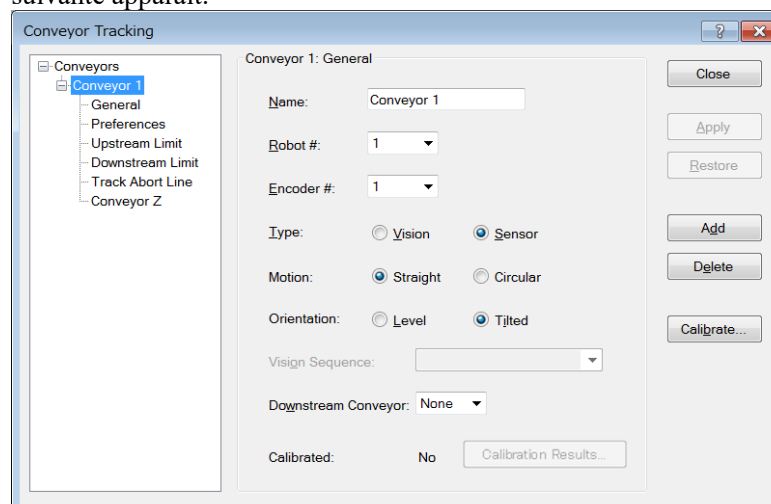 suivante apparaît.
Conveyor Tracking
Conveyors
Conveyor 1
General
Preferences
Upstream Limit
Downstream Limit
Track Abort Line
Conveyor Z
Conveyor 1: General
Name: Conveyor 1
Robot #: 1
Encoder #: 1
Type: Vision Sensor
Motion: Straight Circular
Orientation: Level Tilted
Vision Sequence:
Downstream Conveyor: None
Calibrated: No Calibration Results...
Close
Apply
Restore
Add
Delete
Calibrate...